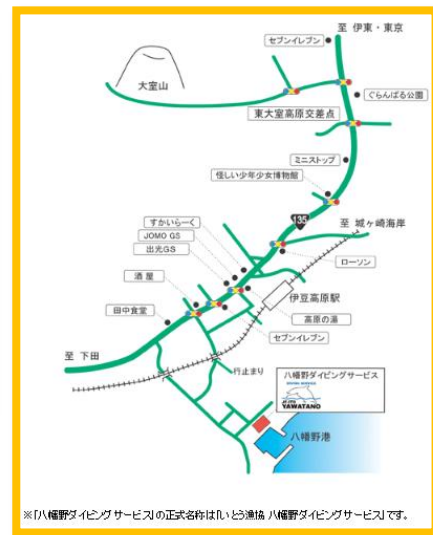 至 伊東・東京
セブンイレブン
大室山
ぐらんぱる公園
東大室高原交差点
ミニストップ
怪しい少年少女博物館
135
至 城ヶ崎海岸
すかいらーく
JOMO GS
出光GS
ローソン
酒屋
伊豆高原駅
田中食堂
高原の湯
セブンイレブン
至 下田
行止まり
八幡野ダイビングサービス
YAWATANO
八幡野港
※「八幡野ダイビングサービス」の正式名称は「いとう漁協 八幡野ダイビングサービス」です。